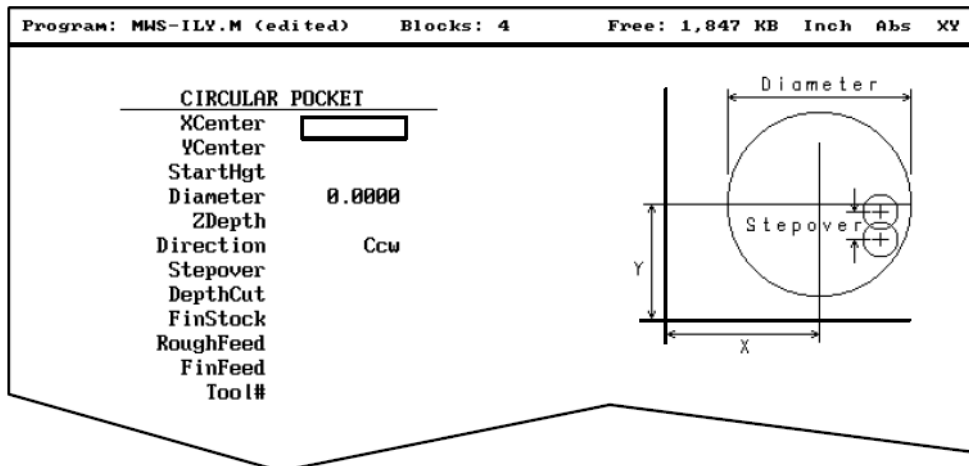 Program: MWS-ILY.M (edited) Blocks: 4 Free: 1,847 KB Inch Abs XY
CIRCULAR POCKET
XCenter
YCenter
StartHgt
Diameter 0.0000
ZDepth
Direction Ccw
Stepover
DepthCut
FinStock
RoughFeed
FinFeed
Tool#
Diameter
Stepover
Y
X